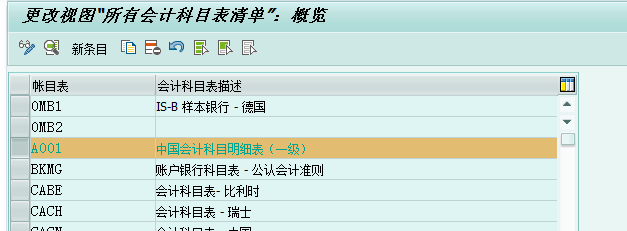 更改视图"所有会计科目表清单": 概览
新条目
帐目表 会计科目表描述
0MB1 IS-B 样本银行 - 德国
0MB2
A001 中国会计科目明细表（一级）
BKMG 账户银行科目表 - 公认会计准则
CABE 会计科目表- 比利时
CACH 会计科目表 - 瑞士